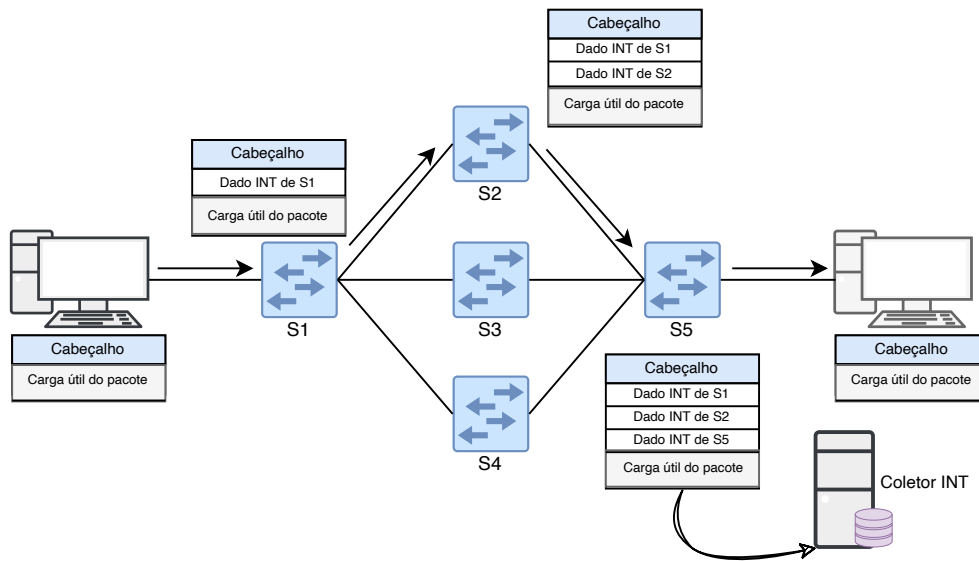 Cabeçalho
Dado INT de S1
Dado INT de S2
Carga útil do pacote
Cabeçalho
Dado INT de S1
Carga útil do pacote
S2
S1
S3
S5
Cabeçalho
Carga útil do pacote
Cabeçalho
Dado INT de S1
Dado INT de S2
Dado INT de S5
Carga útil do pacote
Cabeçalho
Carga útil do pacote
S4
Coletor INT